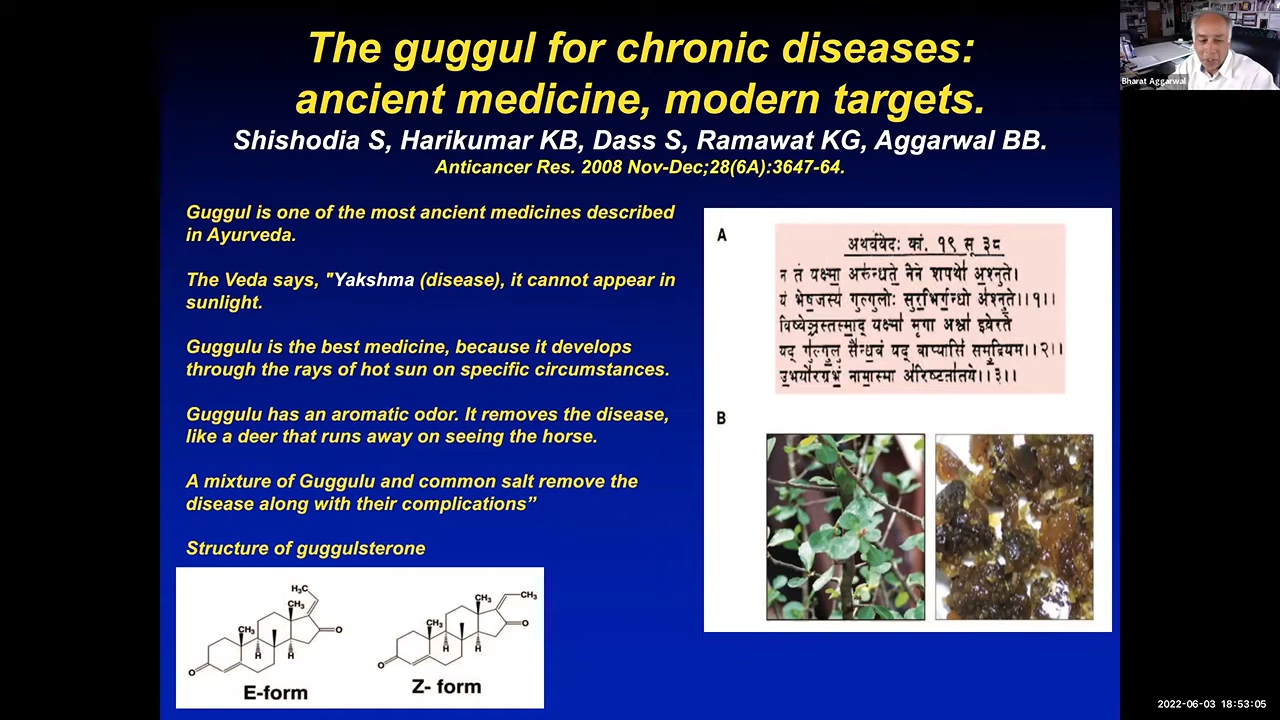 The guggul for chronic diseases:
ancient medicine, modern targets.
Shishodia S, Harikumar KB, Dass S, Ramawat KG, Aggarwal BB.
Anticancer Res. 2008 Nov-Dec;28(6A):3647-64.
Guggul is one of the most ancient medicines described
in Ayurveda.
The Veda says, "Yakshma (disease), it cannot appear in
sunlight.
Guggulu is the best medicine, because it develops
through the rays of hot sun on specific circumstances.
Guggulu has an aromatic odor. It removes the disease,
like a deer that runs away on seeing the horse.
A mixture of Guggulu and common salt remove the
disease along with their complications”
Structure of guggulsterone
H₃C
CH₃
CH₃
O
H
H
O
E-form
CH₃
CH₃
CH₃
O
H
H
O
Z- form
A
अथर्ववेदः कां. १९ सू ३८
न तं यक्ष्मा अरुन्धते नैनं शपथो अश्नुते।
यं भेषजस्य गुल्गुलोः सुरभिर्गन्धो अश्नुते।।१।।
विष्वञ्चस्तस्माद् यक्ष्मा मृगा अश्वा इवेरते
यद् गुल्गुलु सैन्धवं यद् वाप्यासि समुद्रियम।।२।।
उभयोरग्रभं नामास्मा अरिष्टतातये।।३।।
B
Bharat Aggarwal
2022-06-03 18:53:05